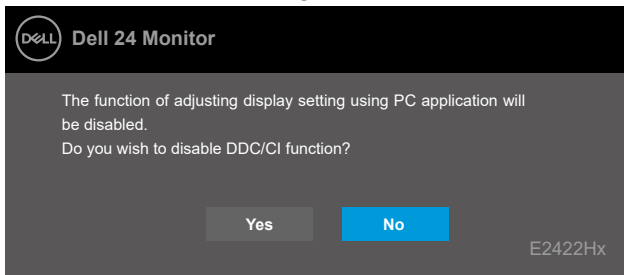 DELL Dell 24 Monitor
The function of adjusting display setting using PC application will
be disabled.
Do you wish to disable DDC/CI function?
Yes No
E2422Hx